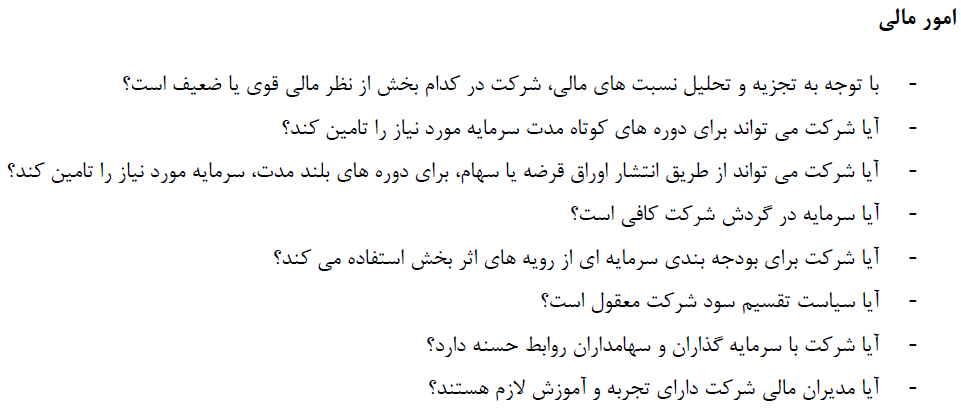 امور مالی
- با توجه به تجزیه و تحلیل نسبت های مالی، شرکت در کدام بخش از نظر مالی قوی یا ضعیف است؟
- آیا شرکت می تواند برای دوره های کوتاه مدت سرمایه مورد نیاز را تامین کند؟
- آیا شرکت می تواند از طریق انتشار اوراق قرضه یا سهام، برای دوره های بلند مدت، سرمایه مورد نیاز را تامین کند؟
- آیا سرمایه در گردش شرکت کافی است؟
- آیا شرکت برای بودجه بندی سرمایه ای از رویه های اثر بخش استفاده می کند؟
- آیا سیاست تقسیم سود شرکت معقول است؟
- آیا شرکت با سرمایه گذاران و سهامداران روابط حسنه دارد؟
- آیا مدیران مالی شرکت دارای تجربه و آموزش لازم هستند؟